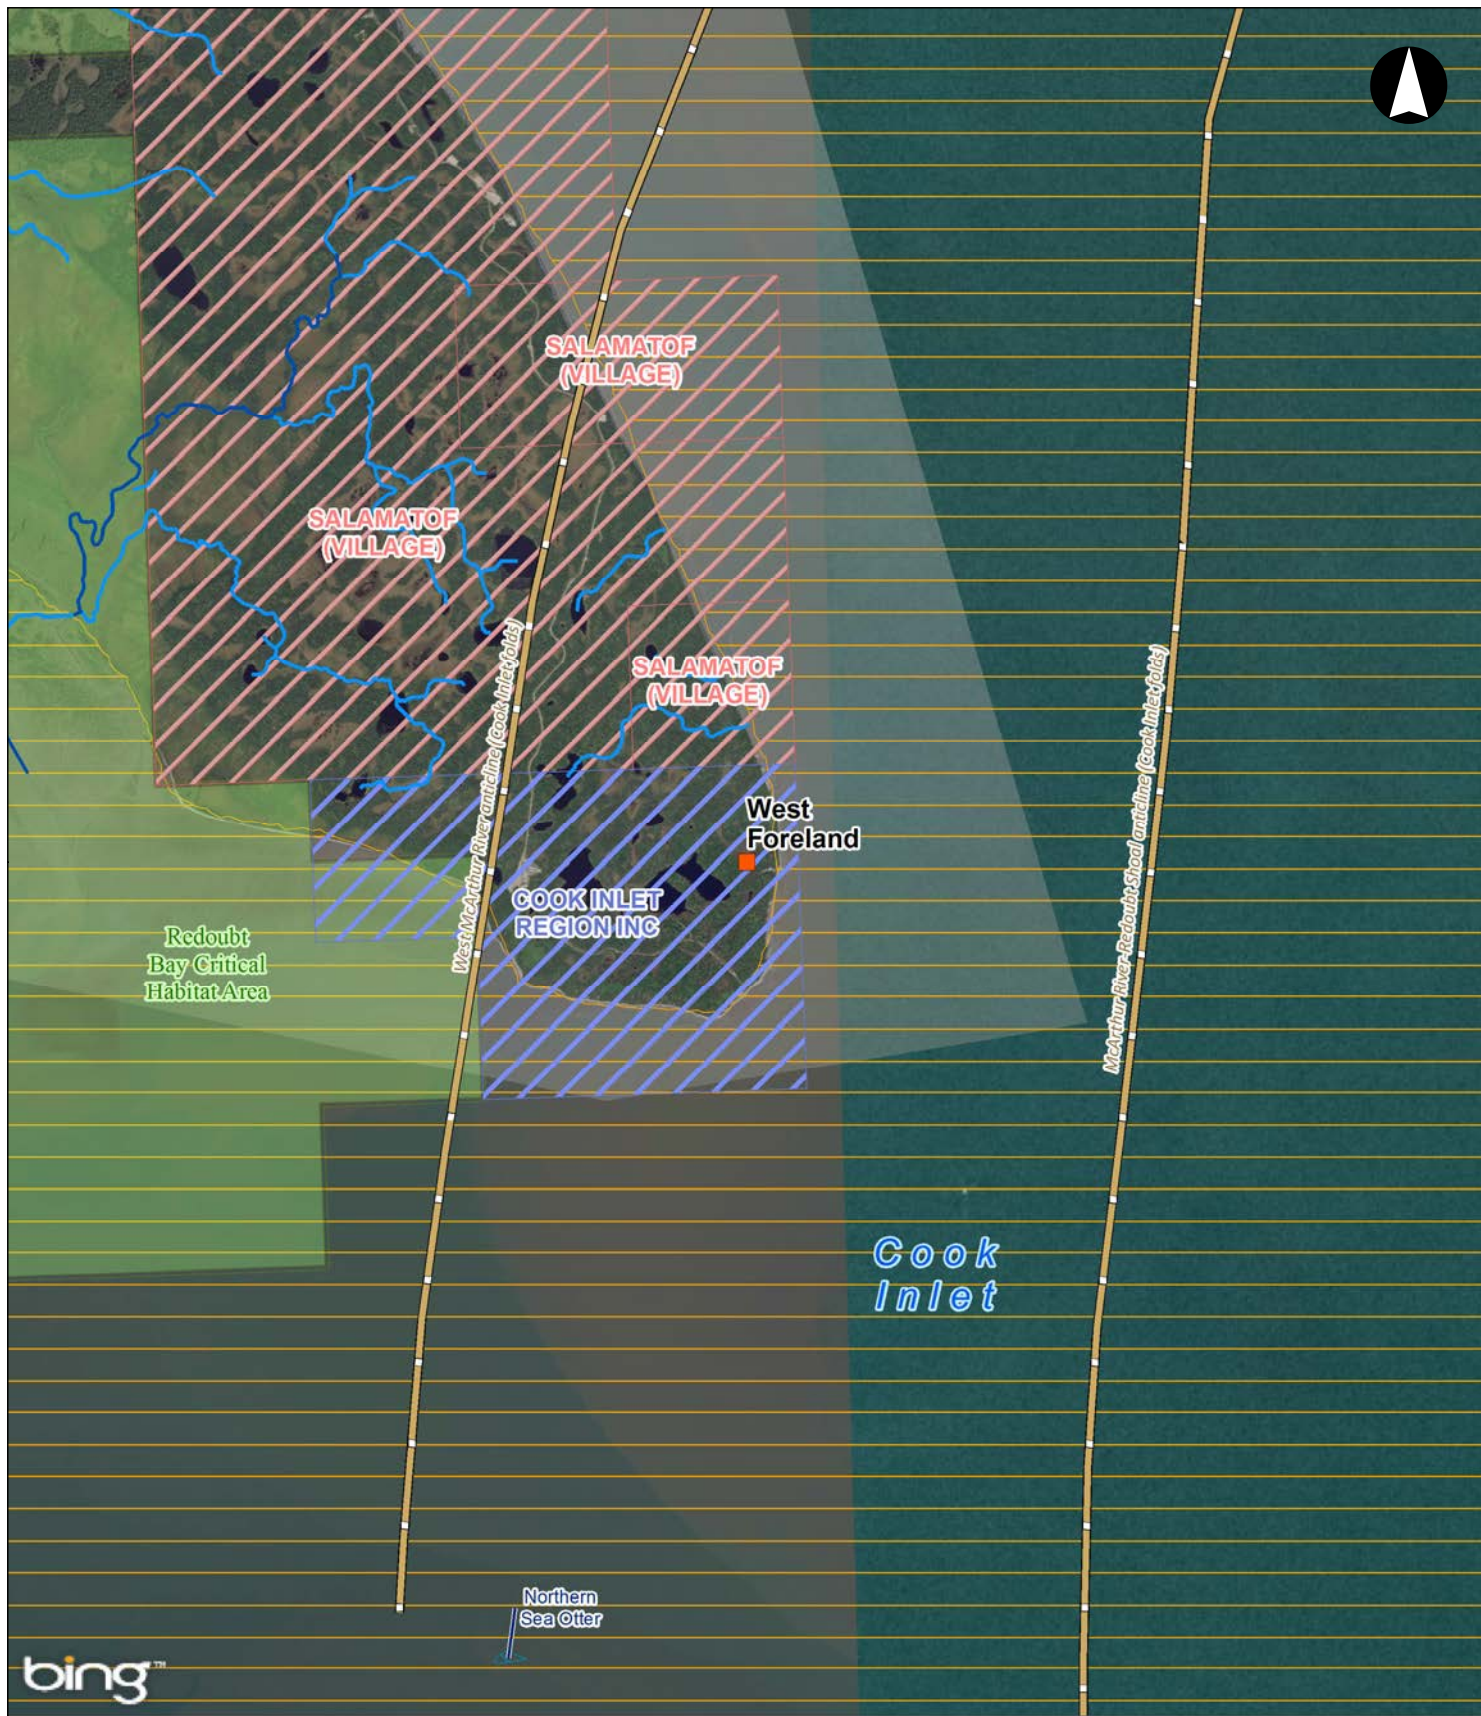 SALAMATOF
(VILLAGE)
SALAMATOF
(VILLAGE)
SALAMATOF
(VILLAGE)
West McArthur River anticline (Cook Inlet folds)
McArthur River-Redoubt Shoal anticline (Cook Inlet folds)
West
Foreland
COOK INLET
REGION INC
Redoubt
Bay Critical
Habitat Area
Cook
Inlet
Northern
Sea Otter
bing™